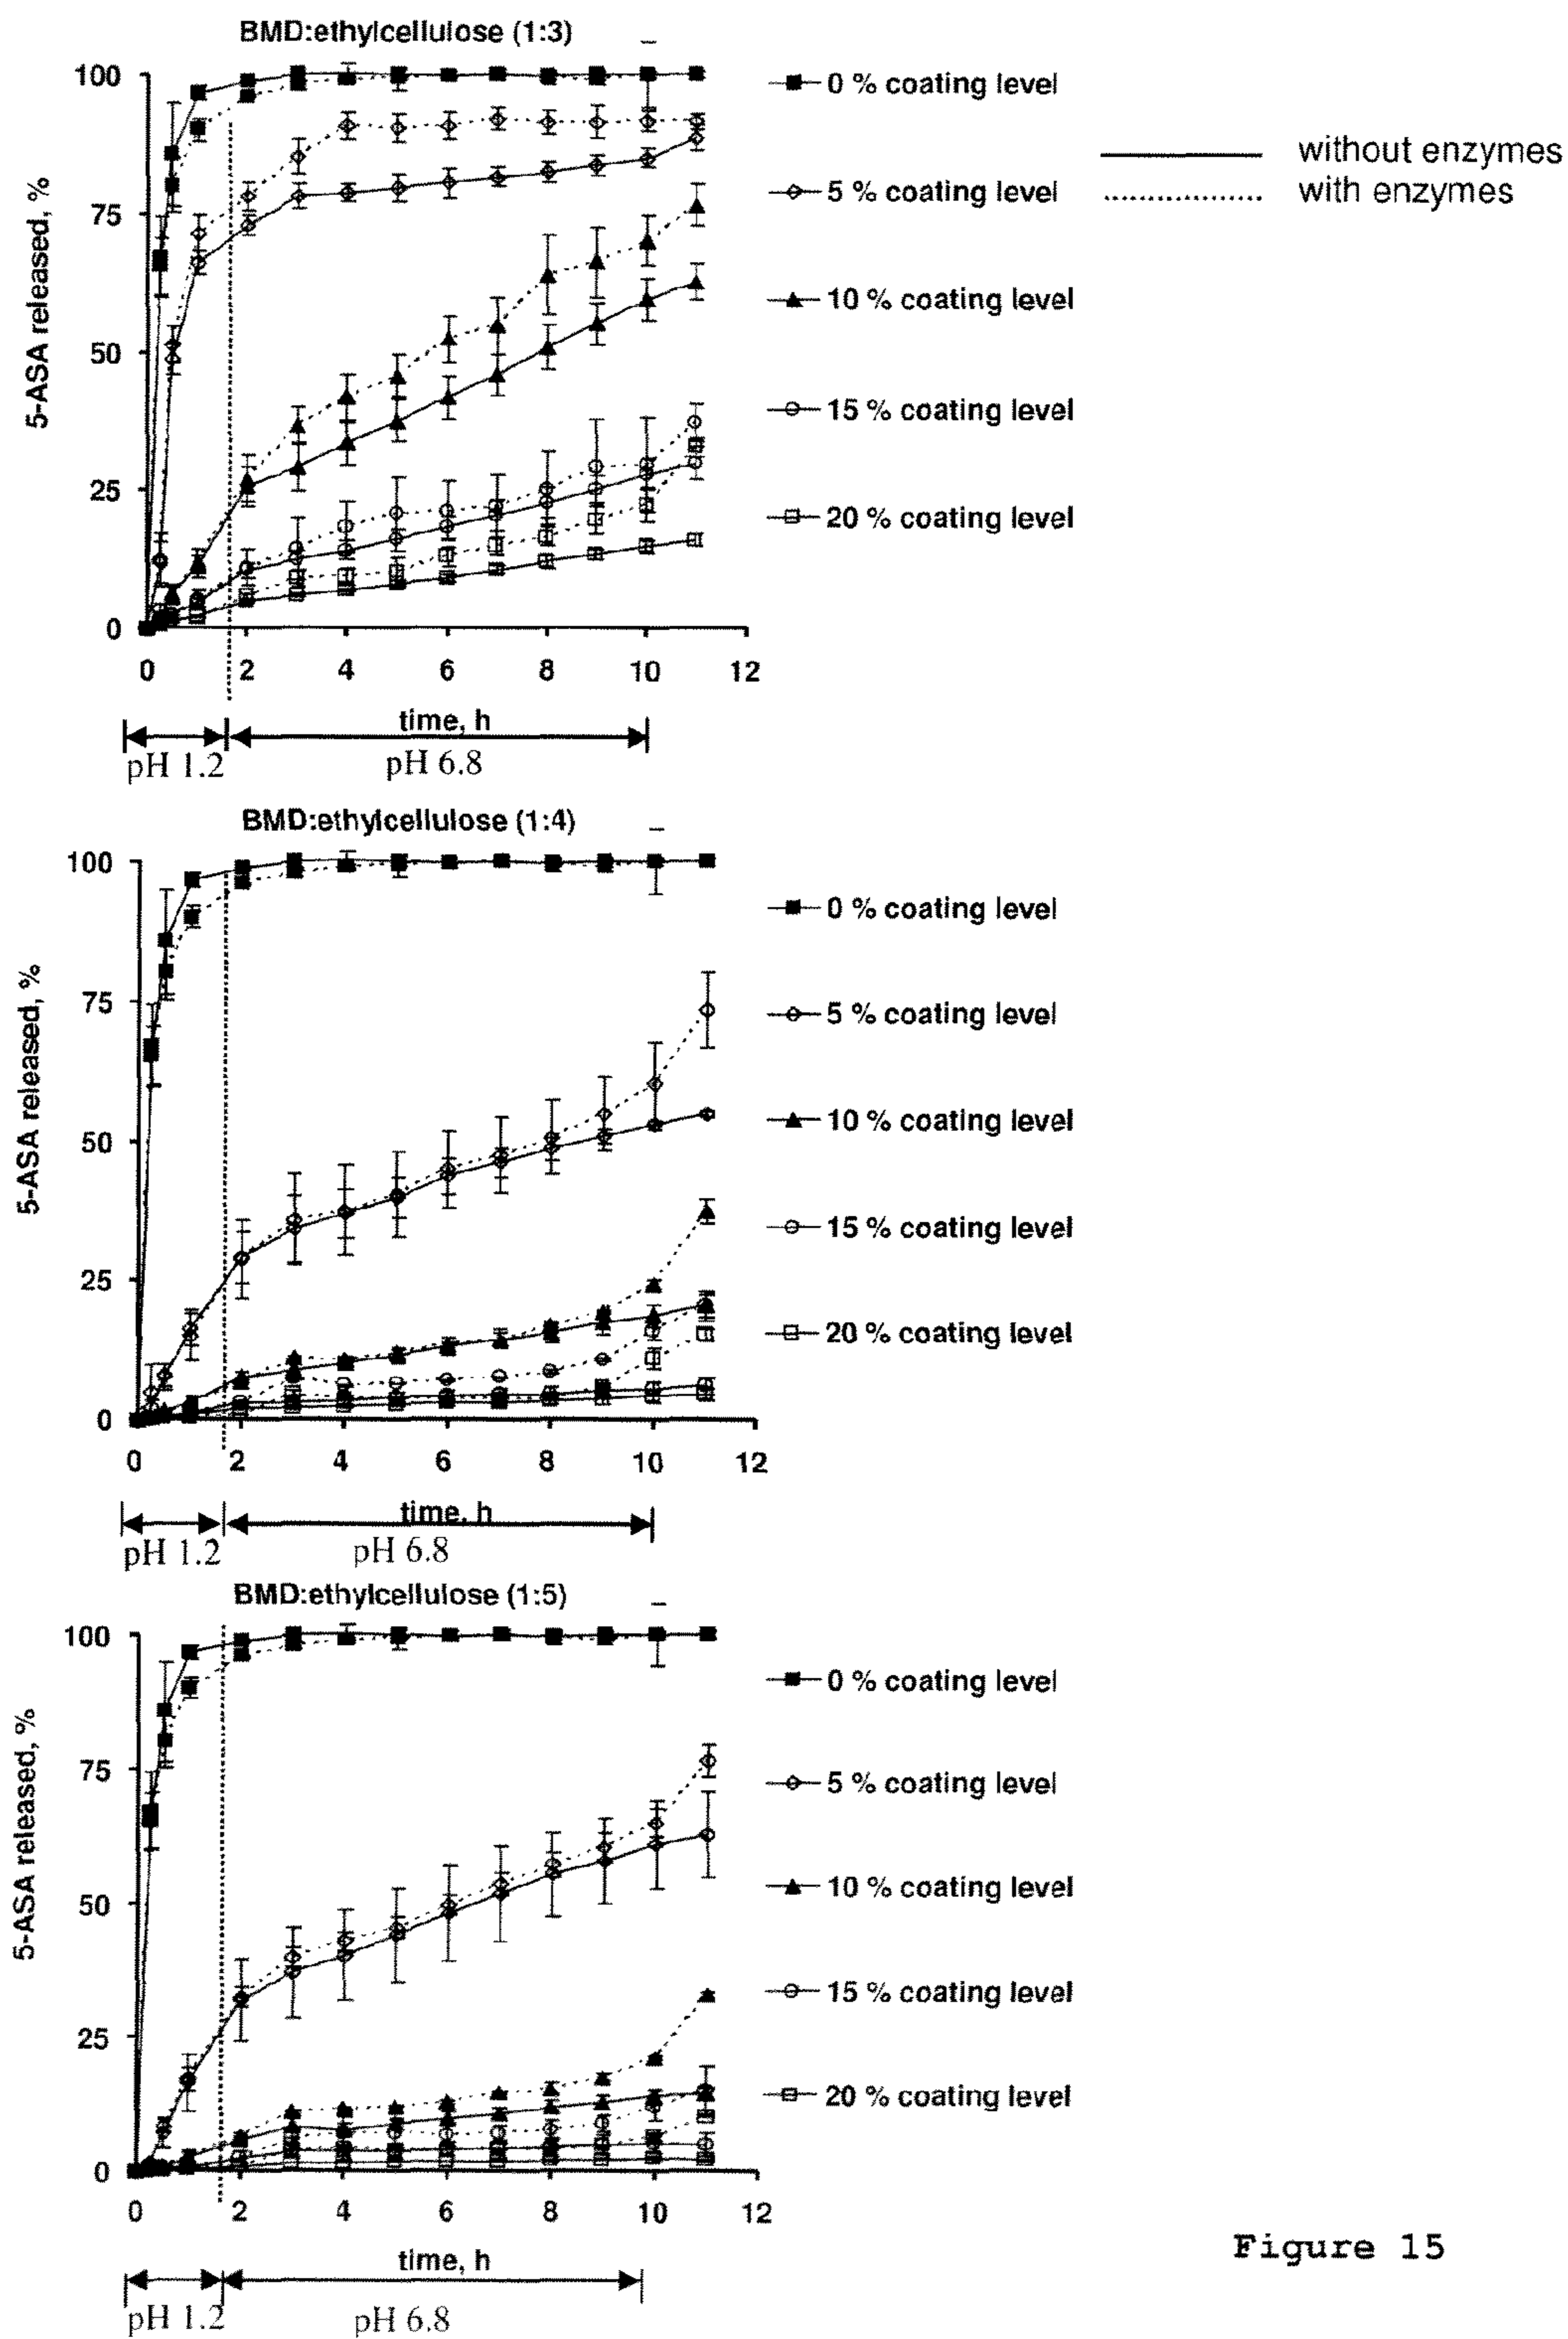 BMD:ethylcellulose (1:3)
100
75
50
25
0
5-ASA released, %
0 2 4 6 8 10 12
time, h
pH 1.2
pH 6.8
0 % coating level
5 % coating level
10 % coating level
15 % coating level
20 % coating level
without enzymes
with enzymes
BMD:ethylcellulose (1:4)
100
75
50
25
0
5-ASA released, %
0 2 4 6 8 10 12
time, h
pH 1.2
pH 6.8
0 % coating level
5 % coating level
10 % coating level
15 % coating level
20 % coating level
BMD:ethylcellulose (1:5)
100
75
50
25
0
5-ASA released, %
0 2 4 6 8 10 12
time, h
pH 1.2
pH 6.8
0 % coating level
5 % coating level
10 % coating level
15 % coating level
20 % coating level
Figure 15